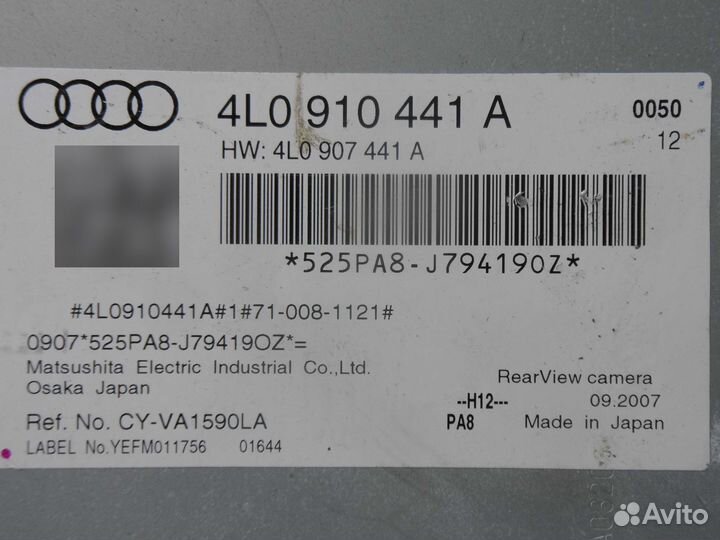 4L0 910 441 A 0050
HW: 4L0 907 441 A 12
*525PA8-J79419OZ*
#4L0910441A#1#71-008-1121#
0907*525PA8-J79419OZ*=
Matsushita Electric Industrial Co.,Ltd.
Osaka Japan
RearView camera
--H12--- 09.2007
Ref. No. CY-VA1590LA PA8 Made in Japan
LABEL No.YEFM011756 01644
Avito